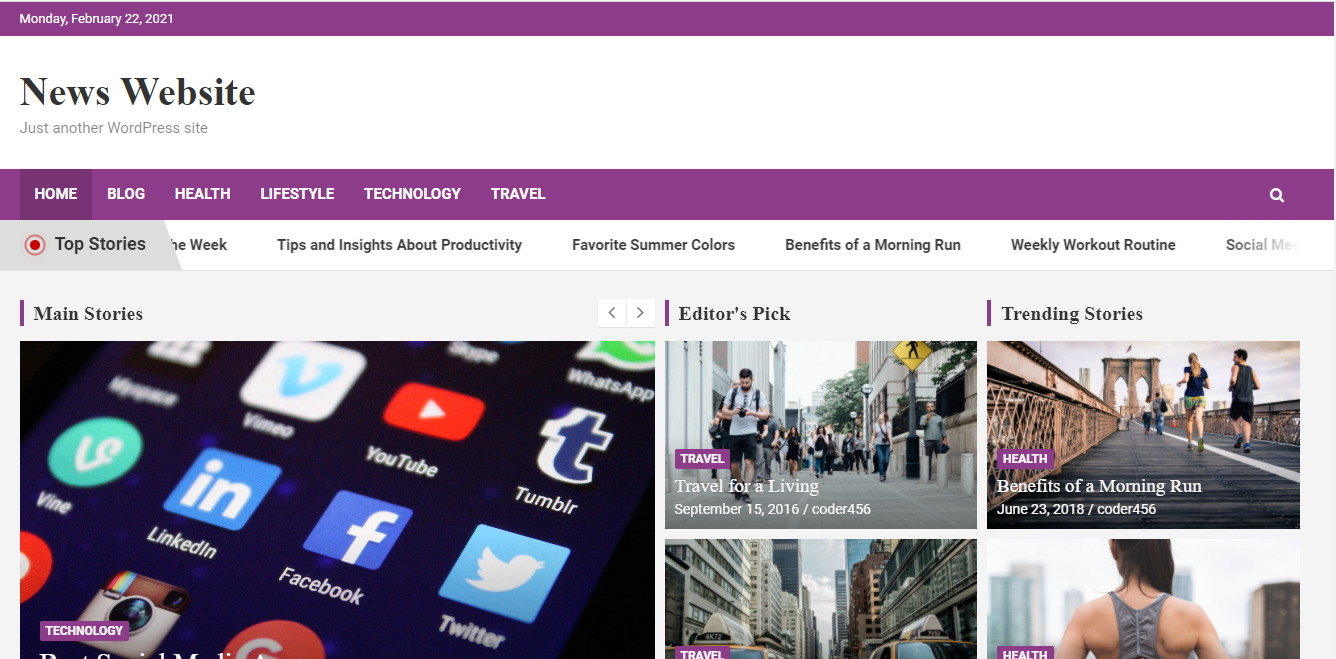 Monday, February 22, 2021
News Website
Just another WordPress site
HOME BLOG HEALTH LIFESTYLE TECHNOLOGY TRAVEL
Top Stories he Week Tips and Insights About Productivity Favorite Summer Colors Benefits of a Morning Run Weekly Workout Routine Social Med
Main Stories
Skype
WhatsApp
Myspace
Vimeo
YouTube
Tumblr
Vine
LinkedIn
Facebook
Twitter
TECHNOLOGY
Editor's Pick
TRAVEL
Travel for a Living
September 15, 2016 / coder456
4K72
TRAVEL
Trending Stories
HEALTH
Benefits of a Morning Run
June 23, 2018 / coder456
HEALTH